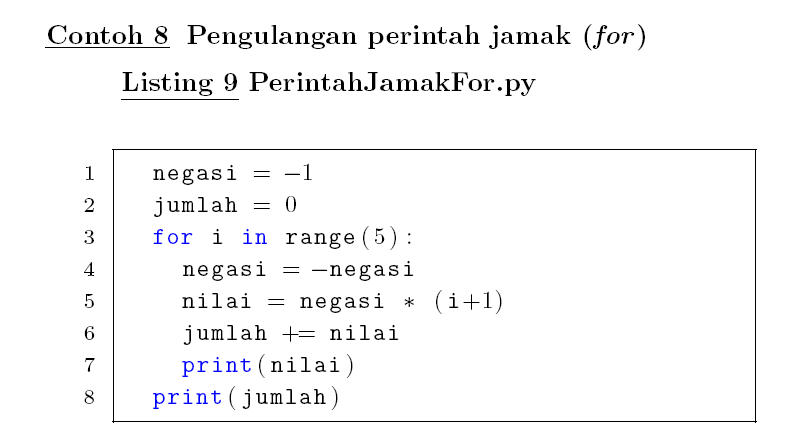 Contoh 8 Pengulangan perintah jamak (for)
Listing 9 PerintahJamakFor.py
1 negasi = −1
2 jumlah = 0
3 for i in range(5):
4 negasi = −negasi
5 nilai = negasi * (i+1)
6 jumlah += nilai
7 print(nilai)
8 print(jumlah)